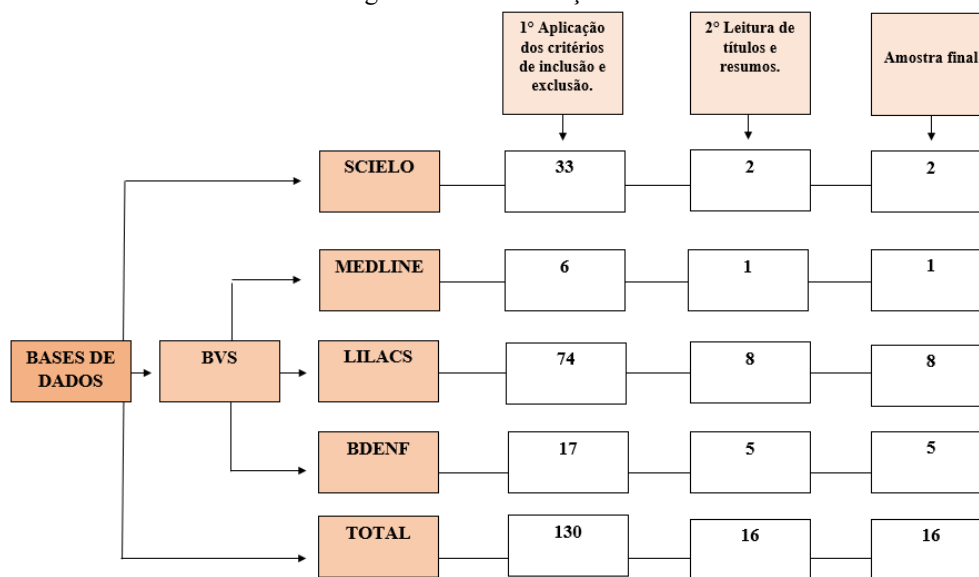 1° Aplicação
dos critérios
de inclusão e
exclusão.
2° Leitura de
títulos e
resumos.
Amostra final
SCIELO
33
2
2
MEDLINE
6
1
1
BASES DE
DADOS
BVS
LILACS
74
8
8
BDENF
17
5
5
TOTAL
130
16
16